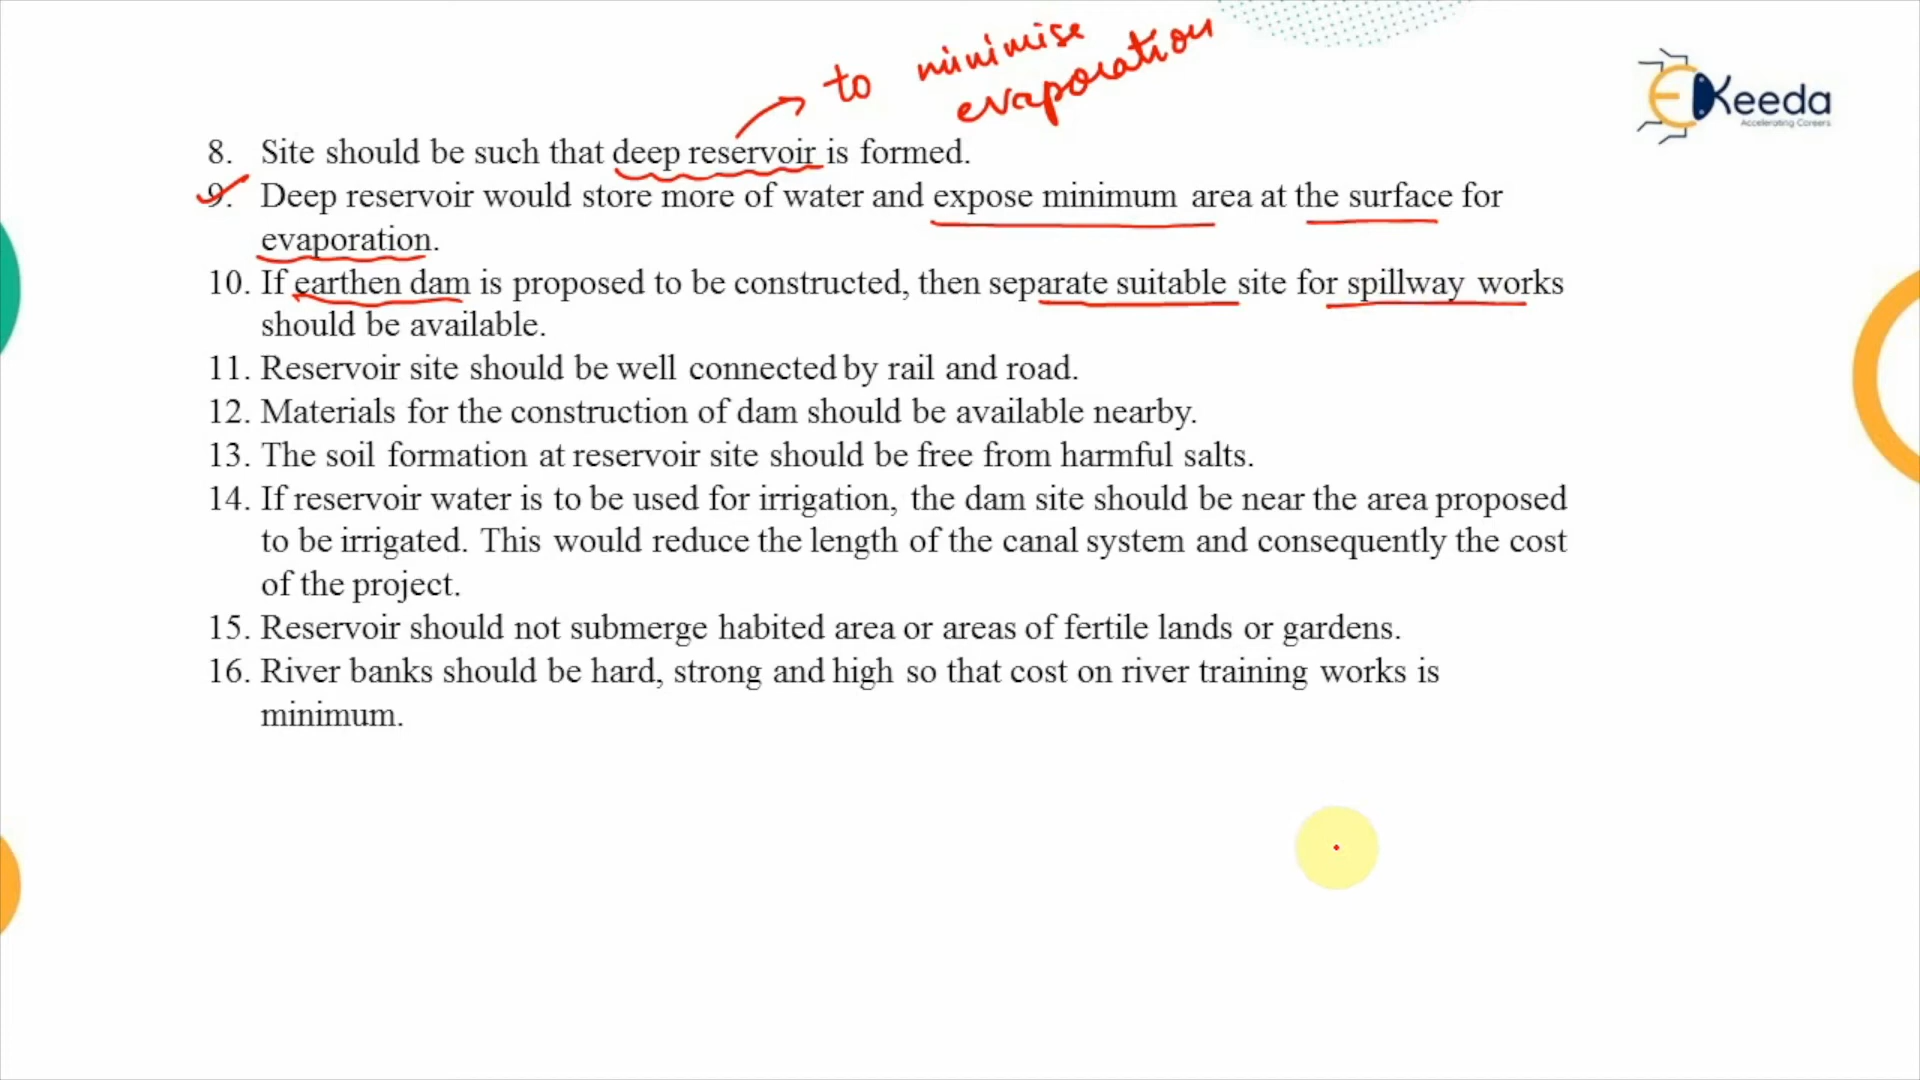 to minimise
evaporation
EKeeda
Accelerating Careers
8. Site should be such that deep reservoir is formed.
9. Deep reservoir would store more of water and expose minimum area at the surface for
evaporation.
10. If earthen dam is proposed to be constructed, then separate suitable site for spillway works
should be available.
11. Reservoir site should be well connected by rail and road.
12. Materials for the construction of dam should be available nearby.
13. The soil formation at reservoir site should be free from harmful salts.
14. If reservoir water is to be used for irrigation, the dam site should be near the area proposed
to be irrigated. This would reduce the length of the canal system and consequently the cost
of the project.
15. Reservoir should not submerge habited area or areas of fertile lands or gardens.
16. River banks should be hard, strong and high so that cost on river training works is
minimum.